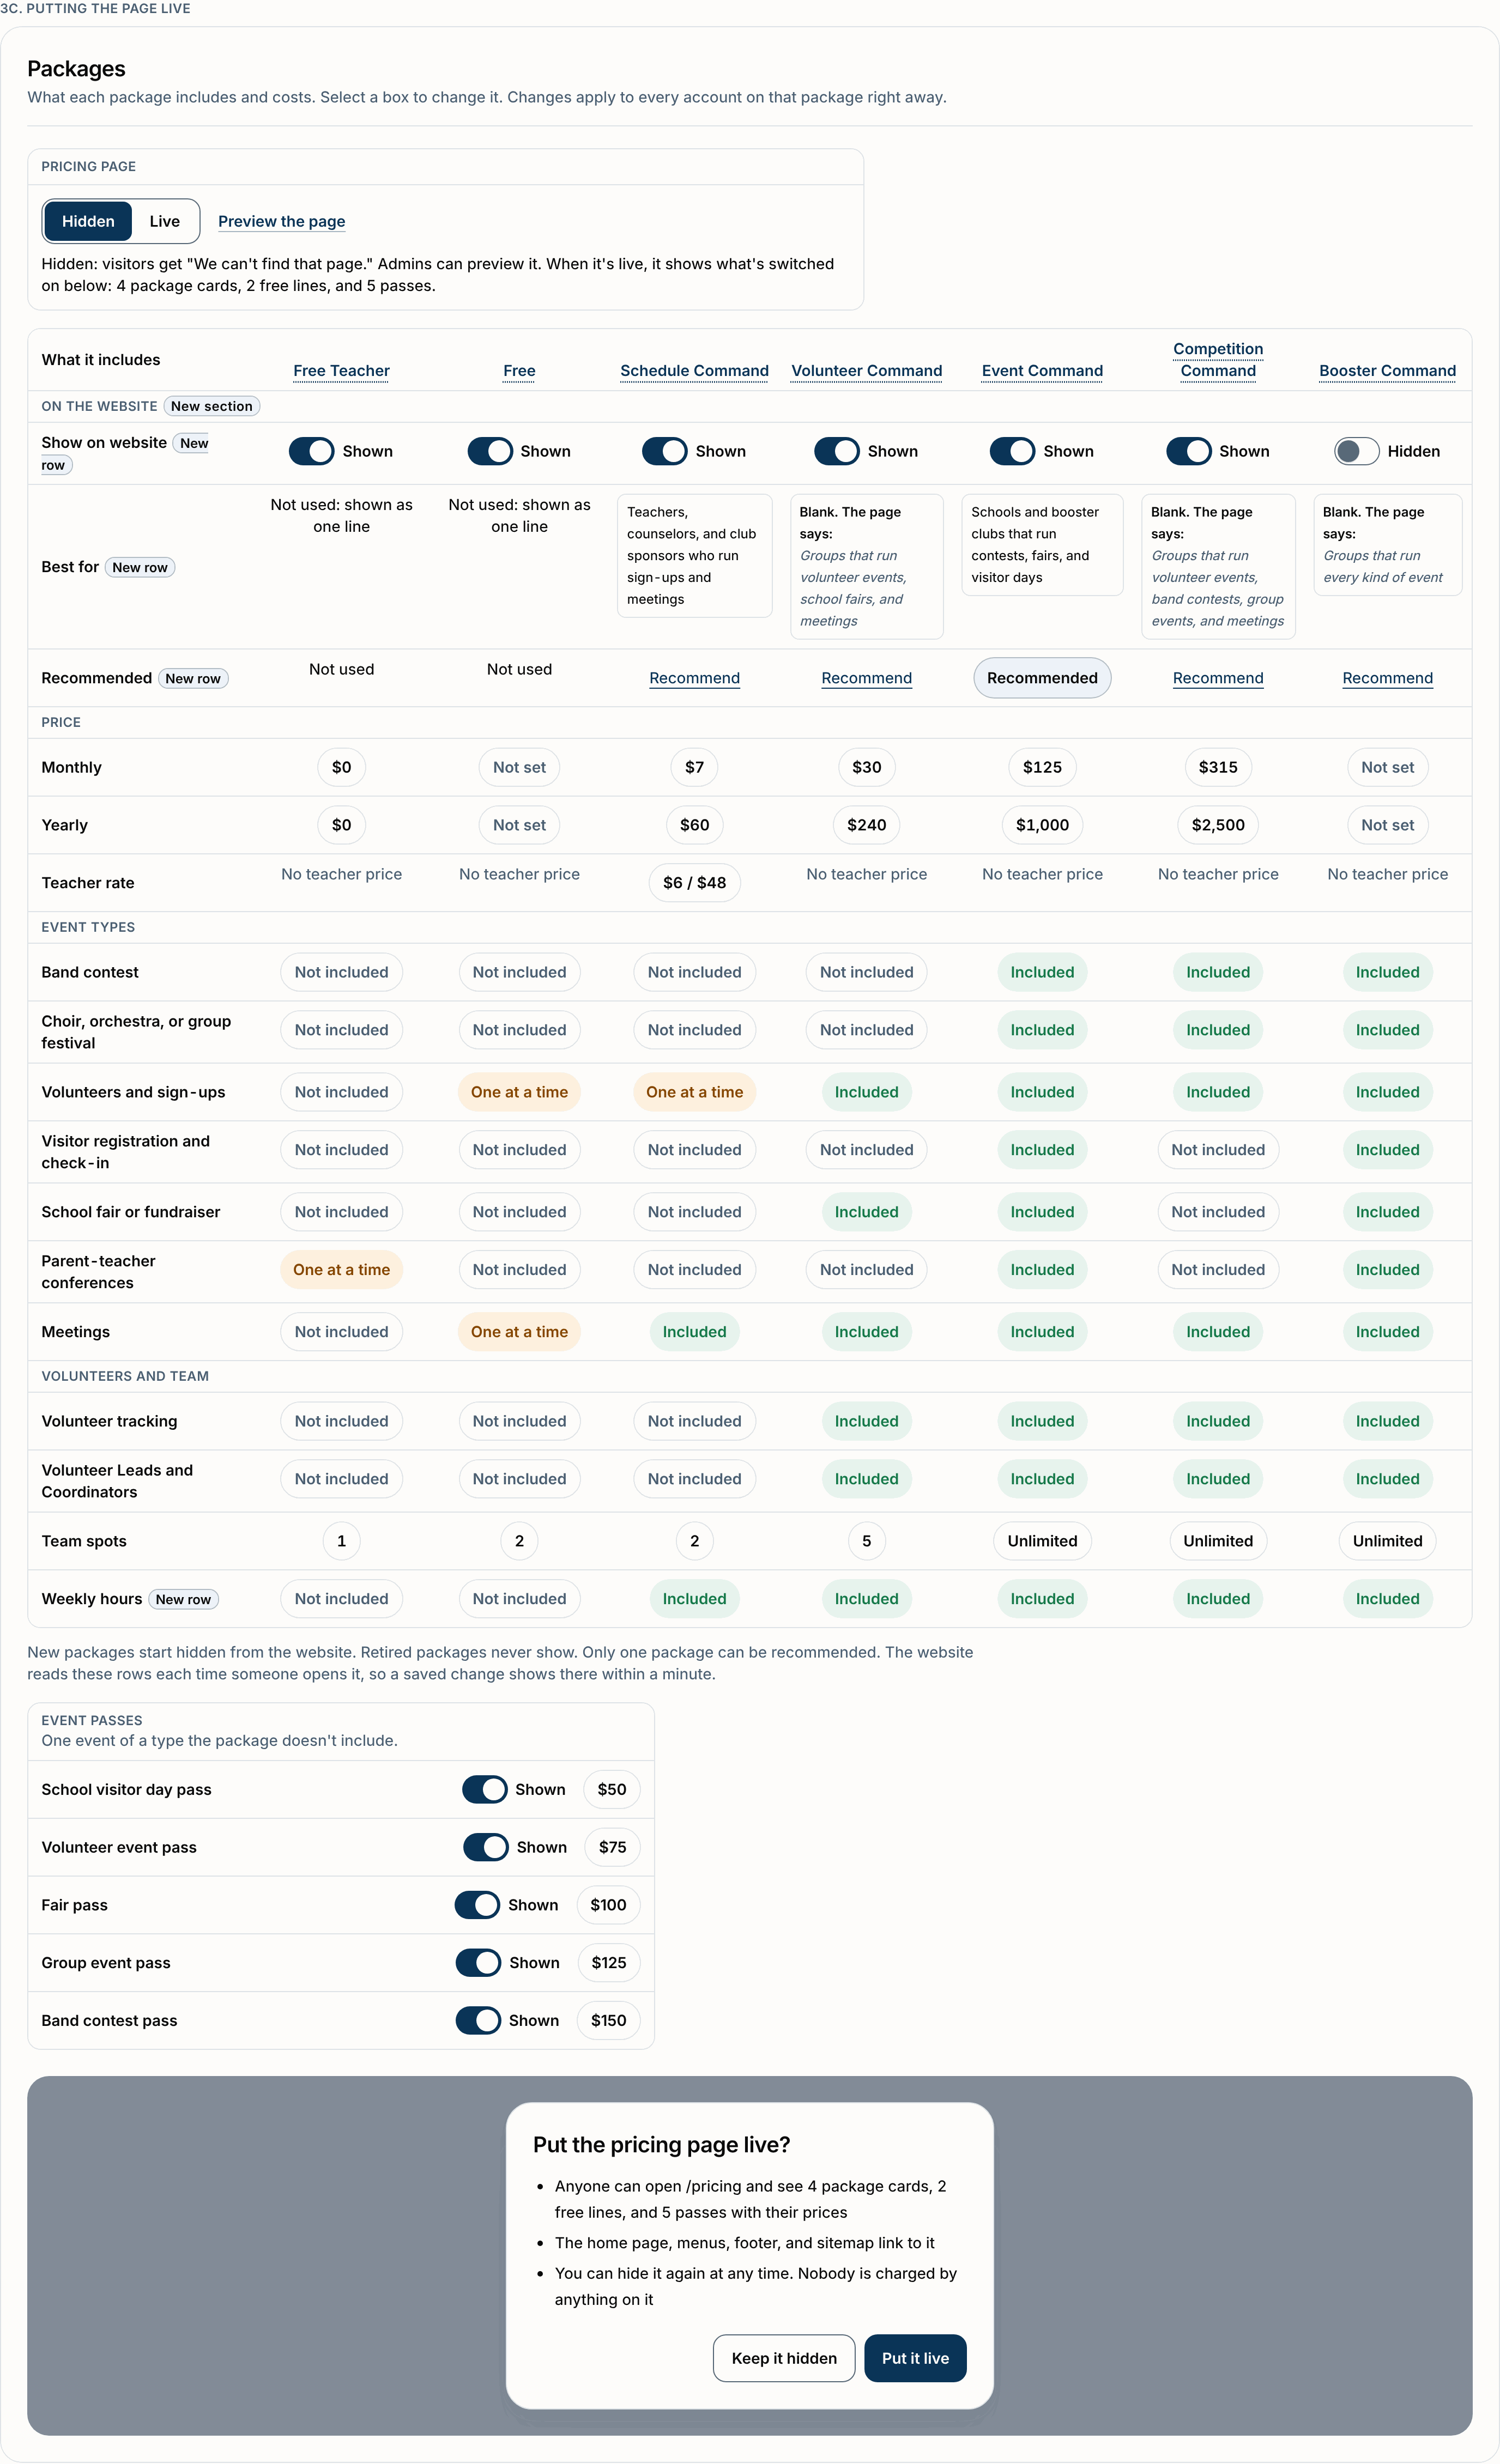 3C. PUTTING THE PAGE LIVE
Packages
What each package includes and costs. Select a box to change it. Changes apply to every account on that package right away.
PRICING PAGE
Hidden Live Preview the page
Hidden: visitors get "We can't find that page." Admins can preview it. When it's live, it shows what's switched
on below: 4 package cards, 2 free lines, and 5 passes.
What it includes Free Teacher Free Schedule Command Volunteer Command Event Command Competition Command Booster Command
ON THE WEBSITE New section
Show on website New row Shown Shown Shown Shown Shown Shown Hidden
Best for New row
Not used: shown as
one line
Not used: shown as
one line
Teachers,
counselors, and club
sponsors who run
sign-ups and
meetings
Blank. The page
says:
Groups that run
volunteer events,
school fairs, and
meetings
Schools and booster
clubs that run
contests, fairs, and
visitor days
Blank. The page
says:
Groups that run
volunteer events,
band contests, group
events, and meetings
Blank. The page
says:
Groups that run
every kind of event
Recommended New row Not used Not used Recommend Recommend Recommended Recommend Recommend
PRICE
Monthly $0 Not set $7 $30 $125 $315 Not set
Yearly $0 Not set $60 $240 $1,000 $2,500 Not set
Teacher rate No teacher price No teacher price $6 / $48 No teacher price No teacher price No teacher price No teacher price
EVENT TYPES
Band contest Not included Not included Not included Not included Included Included Included
Choir, orchestra, or group
festival Not included Not included Not included Not included Included Included Included
Volunteers and sign-ups Not included One at a time One at a time Included Included Included Included
Visitor registration and
check-in Not included Not included Not included Not included Included Not included Included
School fair or fundraiser Not included Not included Not included Included Included Not included Included
Parent-teacher
conferences One at a time Not included Not included Not included Included Not included Included
Meetings Not included One at a time Included Included Included Included Included
VOLUNTEERS AND TEAM
Volunteer tracking Not included Not included Not included Included Included Included Included
Volunteer Leads and
Coordinators Not included Not included Not included Included Included Included Included
Team spots 1 2 2 5 Unlimited Unlimited Unlimited
Weekly hours New row Not included Not included Included Included Included Included Included
New packages start hidden from the website. Retired packages never show. Only one package can be recommended. The website
reads these rows each time someone opens it, so a saved change shows there within a minute.
EVENT PASSES
One event of a type the package doesn't include.
School visitor day pass Shown $50
Volunteer event pass Shown $75
Fair pass Shown $100
Group event pass Shown $125
Band contest pass Shown $150
Put the pricing page live?
• Anyone can open /pricing and see 4 package cards, 2
free lines, and 5 passes with their prices
• The home page, menus, footer, and sitemap link to it
• You can hide it again at any time. Nobody is charged by
anything on it
Keep it hidden Put it live